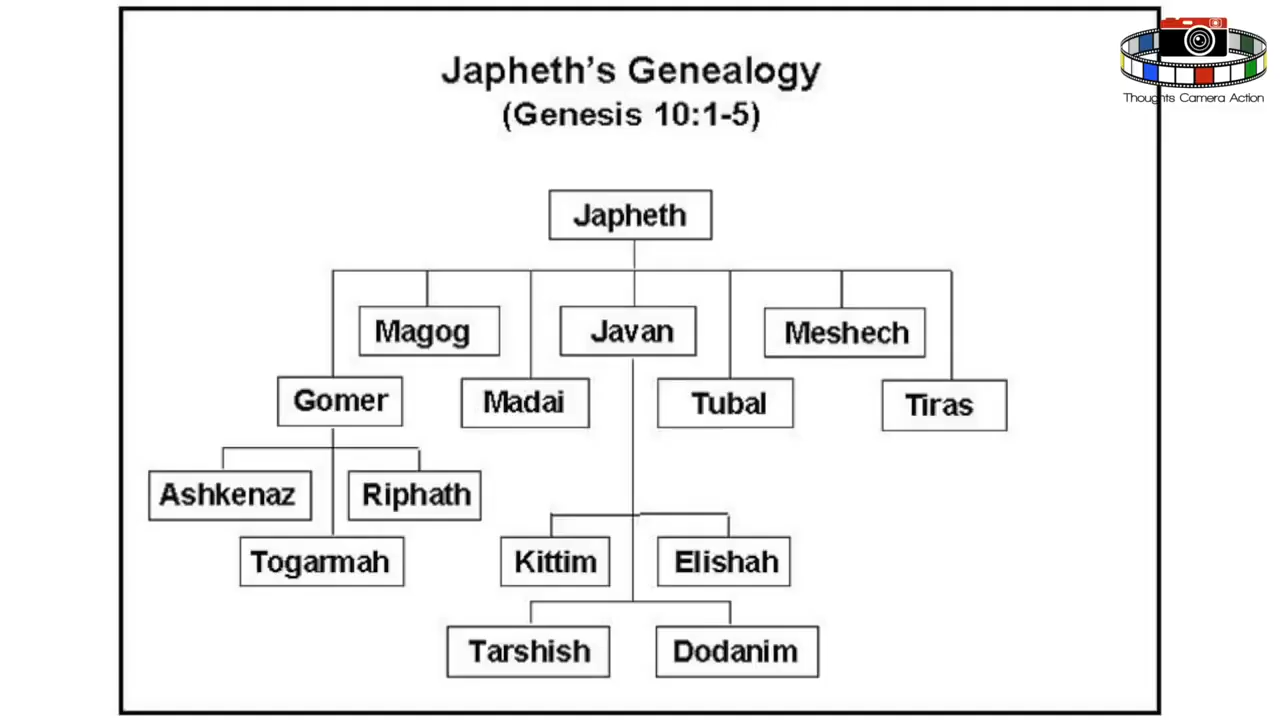 Japheth's Genealogy
(Genesis 10:1-5)
Thoughts Camera Action
Japheth
Magog
Javan
Meshech
Gomer
Madai
Tubal
Tiras
Ashkenaz
Riphath
Togarmah
Kittim
Elishah
Tarshish
Dodanim